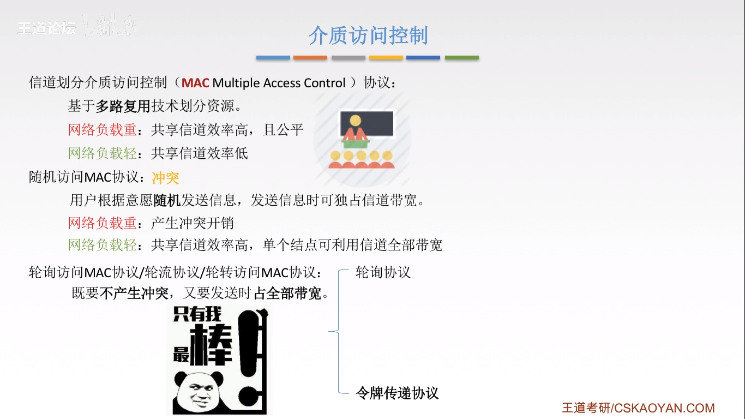 王道论坛
介质访问控制
信道划分介质访问控制（MAC Multiple Access Control ）协议：
基于多路复用技术划分资源。
网络负载重：共享信道效率高，且公平
网络负载轻：共享信道效率低
随机访问MAC协议：冲突
用户根据意愿随机发送信息，发送信息时可独占信道带宽。
网络负载重：产生冲突开销
网络负载轻：共享信道效率高，单个结点可利用信道全部带宽
轮询访问MAC协议/轮流协议/轮转访问MAC协议：
轮询协议
既要不产生冲突，又要发送时占全部带宽。
只有我
最棒！
令牌传递协议
王道考研/CSKAOYAN.COM